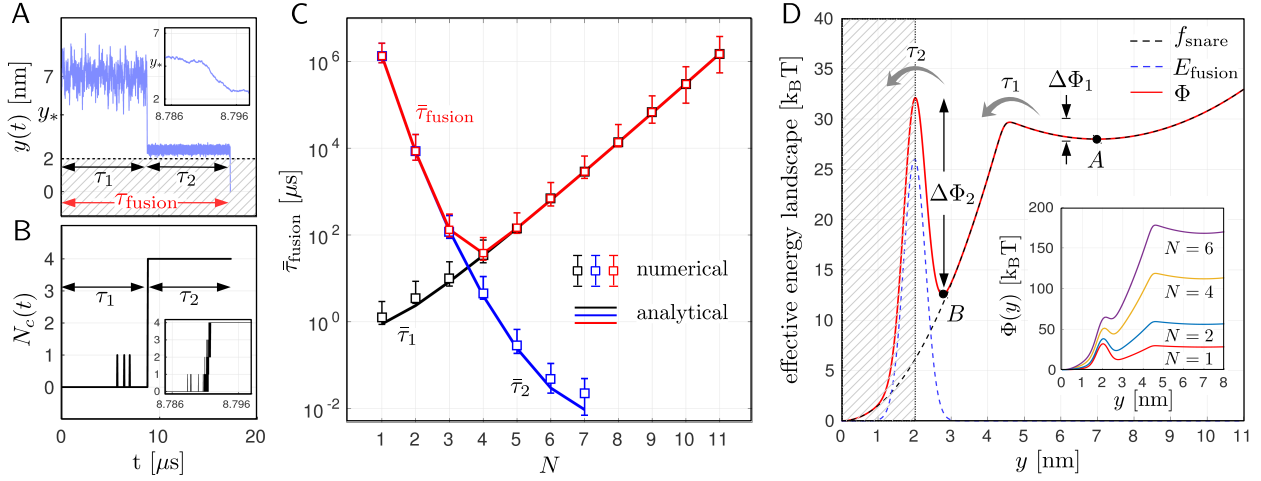 A
y(t) [nm]
7
y*
2
0
7
y*
2
8.786
8.796
τ1
τ2
τfusion
B
Nc(t)
4
3
2
1
0
τ1
τ2
4
3
2
1
0
8.786
8.796
0
10
20
t [μs]
C
τ̄fusion [μs]
10^6
10^4
10^2
10^0
10^-2
τ̄fusion
numerical
analytical
τ̄1
τ̄2
1 2 3 4 5 6 7 8 9 10 11
N
D
effective energy landscape [kBT]
40
35
30
25
20
15
10
5
0
τ2
τ1
ΔΦ1
fsnare
Efusion
Φ
A
ΔΦ2
B
Φ(y) [kBT]
200
150
100
50
0
N = 6
N = 4
N = 2
N = 1
0 1 2 3 4 5 6 7 8
y [nm]
0 1 2 3 4 5 6 7 8 9 10 11
y [nm]